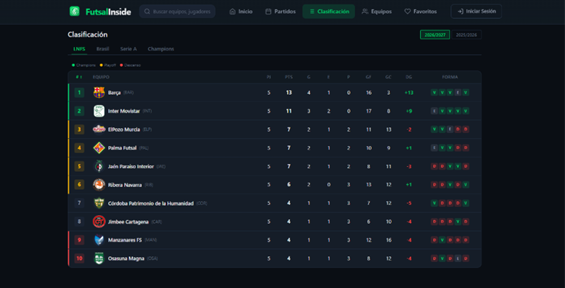 FutsalInside
Buscar equipos, jugadores
Inicio
Partidos
Clasificación
Equipos
Favoritos
Iniciar Sesión
Clasificación
2026/2027
2025/2026
LNFS
Brasil
Serie A
Champions
Champions
Playoff
Descenso
EQUIPO PJ PTS G E P GF GC DG FORMA
1 Barça 5 13 4 1 0 16 3 +13
2 Inter Movistar 5 11 3 2 0 17 8 +9
3 ElPozo Murcia 5 7 2 1 2 11 13 -2
4 Palma Futsal 5 7 2 1 2 10 9 +1
5 Jaén Paraíso Interior 5 7 2 1 2 8 11 -3
6 Ribera Navarra 5 6 2 0 3 13 12 +1
7 Córdoba Patrimonio de la Humanidad 5 4 1 1 3 7 12 -5
8 Jimbee Cartagena 5 4 1 1 3 6 10 -4
9 Manzanares FS 5 4 1 1 3 12 16 -4
10 Osasuna Magna 5 4 1 1 3 8 12 -4